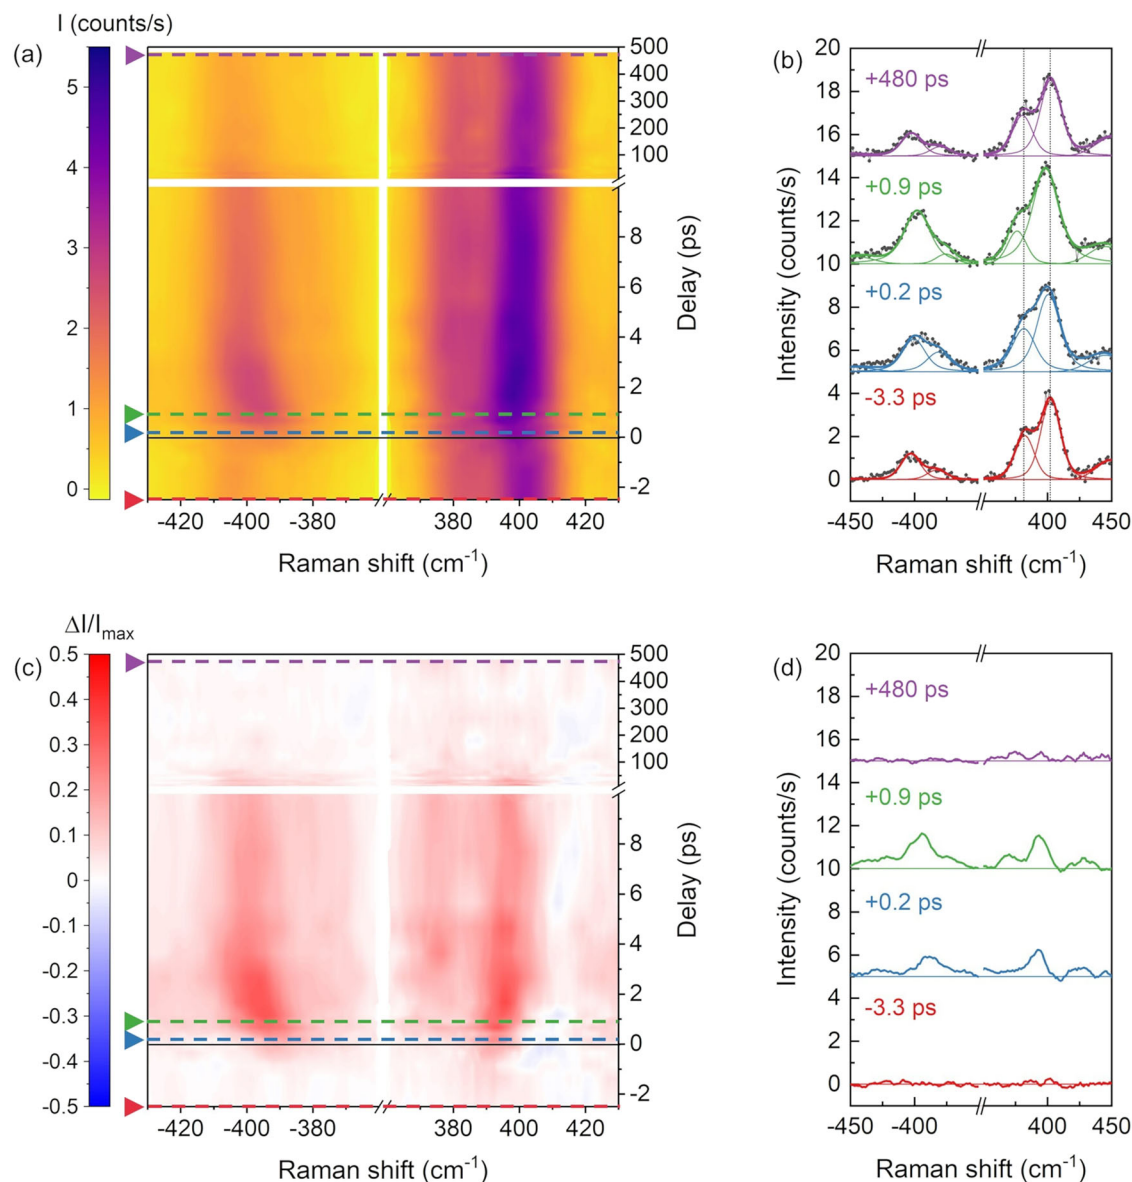 I (counts/s)
(a)
5
4
3
2
1
0
500
400
300
200
100
8
6
4
2
0
-2
Delay (ps)
-420 -400 -380 380 400 420
Raman shift (cm-1)
(b)
20
18
16
14
12
10
8
6
4
2
0
Intensity (counts/s)
+480 ps
+0.9 ps
+0.2 ps
-3.3 ps
-450 -400 400 450
Raman shift (cm-1)
ΔI/Imax
(c)
0.5
0.4
0.3
0.2
0.1
0
-0.1
-0.2
-0.3
-0.4
-0.5
500
400
300
200
100
8
6
4
2
0
-2
Delay (ps)
-420 -400 -380 380 400 420
Raman shift (cm-1)
(d)
20
18
16
14
12
10
8
6
4
2
0
Intensity (counts/s)
+480 ps
+0.9 ps
+0.2 ps
-3.3 ps
-450 -400 400 450
Raman shift (cm-1)